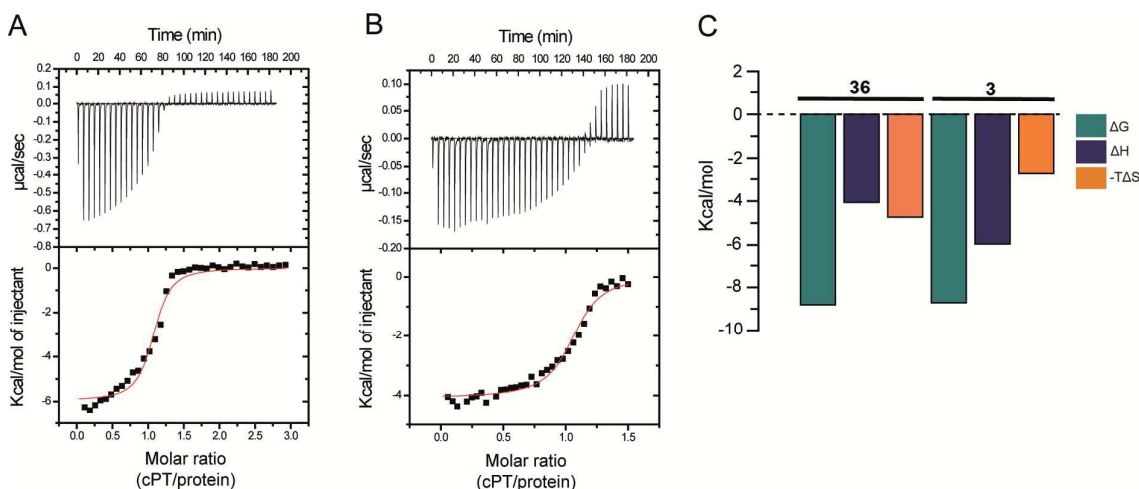 A
Time (min)
0 20 40 60 80 100 120 140 160 180 200
0.2
0.1
0.0
-0.1
-0.2
-0.3
-0.4
-0.6
-0.7
-0.8
µcal/sec
0
-2
-4
-6
Kcal/mol of injectant
0.0 0.5 1.0 1.5 2.0 2.5 3.0
Molar ratio
(cPT/protein)
B
Time (min)
0 20 40 60 80 100 120 140 160 180 200
0.10
0.05
0.00
-0.05
-0.10
-0.15
-0.20
µcal/sec
0
-2
-4
Kcal/mol of injectant
0.0 0.5 1.0 1.5
Molar ratio
(cPT/protein)
C
36 3
2
0
-2
-4
-6
-8
-10
Kcal/mol
ΔG
ΔH
-TΔS